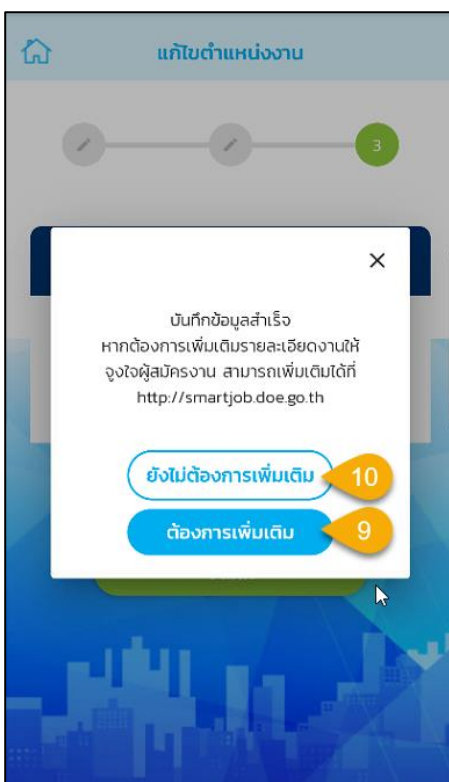 แก้ไขตำแหน่งงาน
3
บันทึกข้อมูลสำเร็จ
หากต้องการเพิ่มเติมรายละเอียดงานให้
จูงใจผู้สมัครงาน สามารถเพิ่มเติมได้ที่
http://smartjob.doe.go.th
ยังไม่ต้องการเพิ่มเติม 10
ต้องการเพิ่มเติม 9